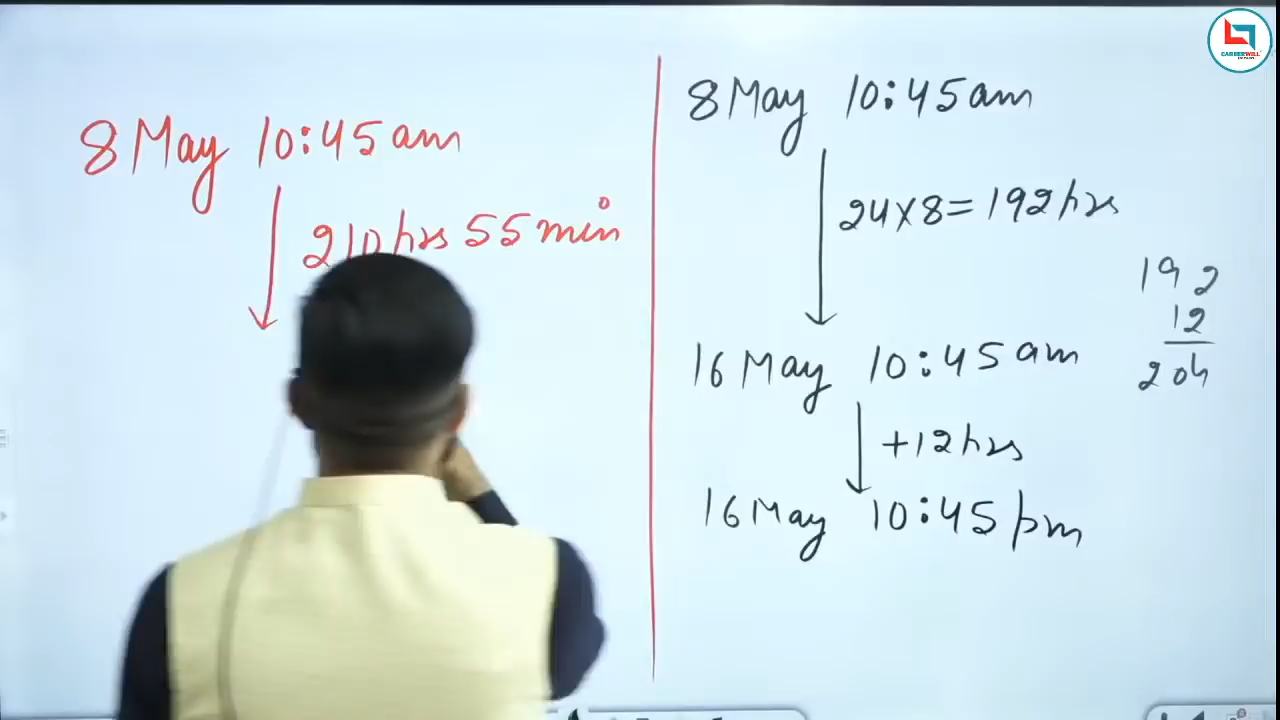 8 May 10:45 am
210 hrs 55 min
8 May 10:45 am
24 x 8 = 192 hrs
16 May 10:45 am
+12 hrs
16 May 10:45 pm
192
12
204
CAREERWILL